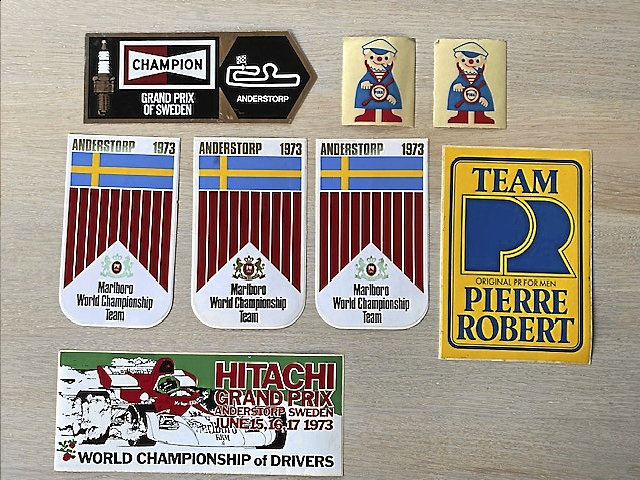 CHAMPION
GRAND PRIX
OF SWEDEN
ANDERSTORP
ANDERSTORP 1973
Marlboro
World Championship
Team
ANDERSTORP 1973
Marlboro
World Championship
Team
ANDERSTORP 1973
Marlboro
World Championship
Team
TEAM
PR
ORIGINAL PR FOR MEN
PIERRE
ROBERT
HITACHI
GRAND PRIX
ANDERSTORP SWEDEN
JUNE 15, 16, 17 1973
WORLD CHAMPIONSHIP of DRIVERS